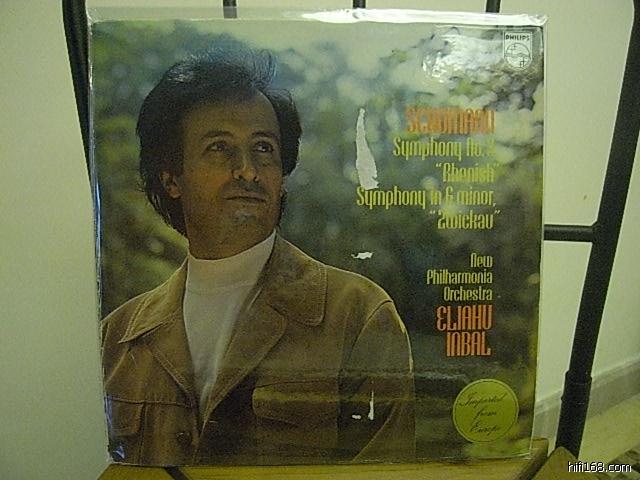 PHILIPS
SCHUMANN
Symphony No. 3
"Rhenish"
Symphony in G minor,
"Zwickau"
New
Philharmonia
Orchestra
ELIAHU
INBAL
Imported
from
Europe
hifi168.com